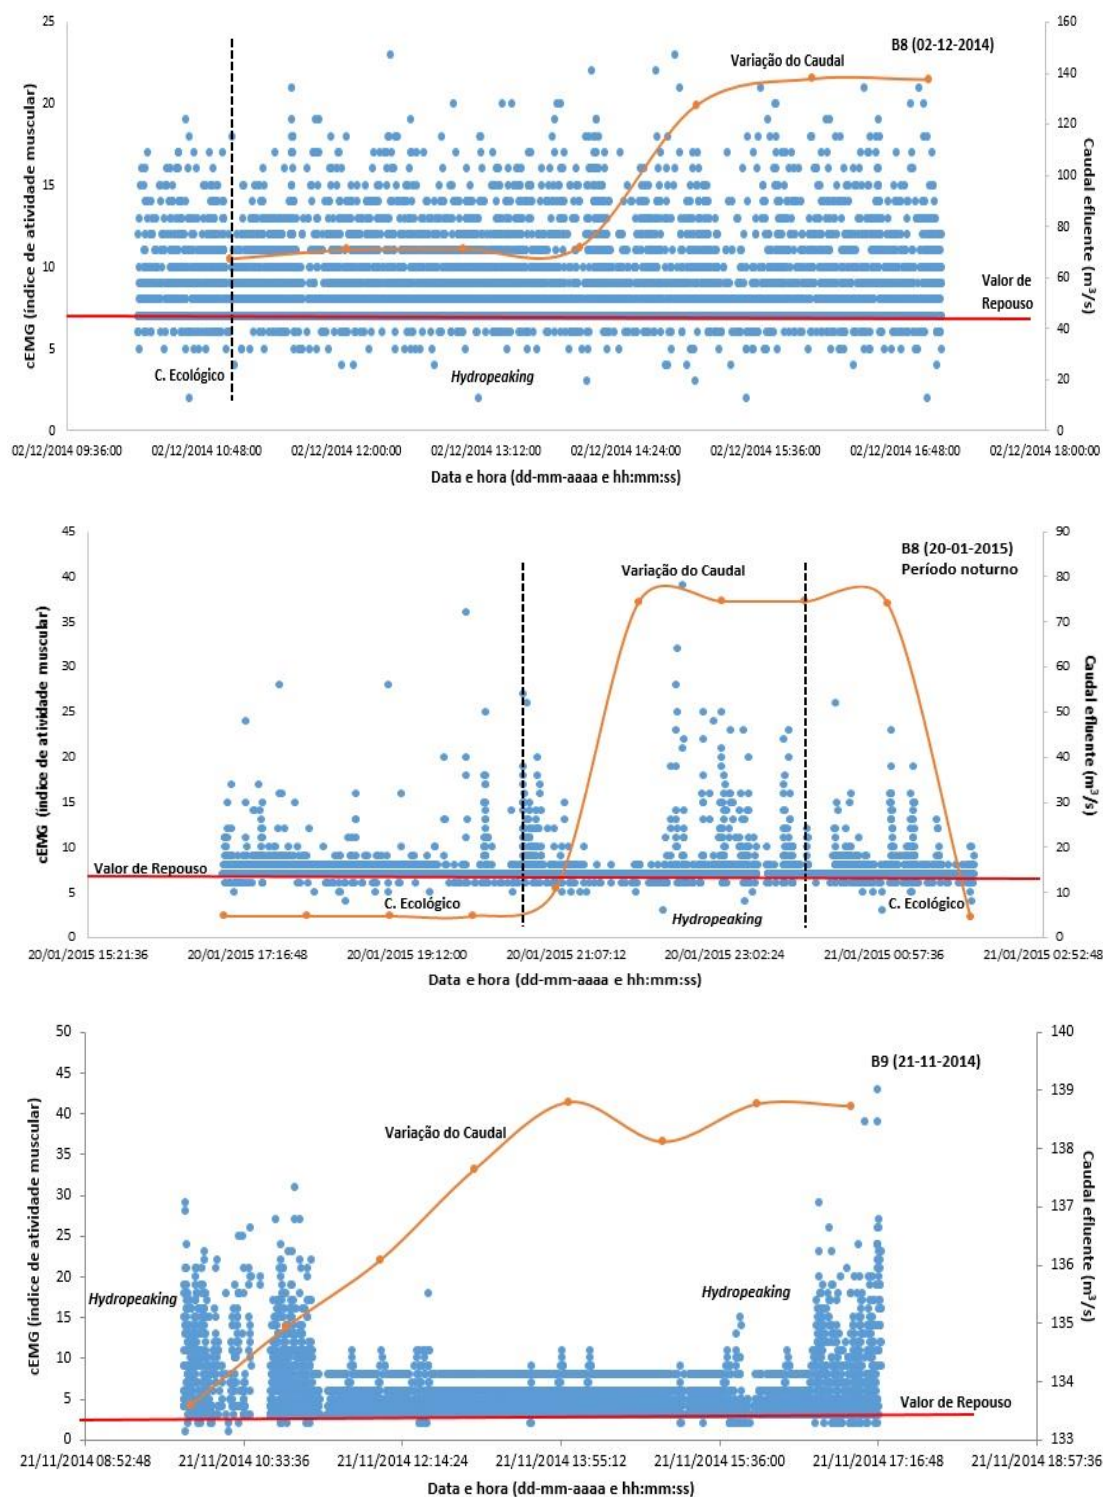 25
160
B8 (02-12-2014)
Variação do Caudal
140
20
120
15
100
80
10
60
Valor de
Repouso
40
5
C. Ecológico
Hydropeaking
20
0
0
cEMG (índice de atividade muscular)
Caudal efluente (m³/s)
02/12/2014 09:36:00 02/12/2014 10:48:00 02/12/2014 12:00:00 02/12/2014 13:12:00 02/12/2014 14:24:00 02/12/2014 15:36:00 02/12/2014 16:48:00 02/12/2014 18:00:00
Data e hora (dd-mm-aaaa e hh:mm:ss)
45
90
B8 (20-01-2015)
Período noturno
Variação do Caudal
40
80
35
70
30
60
25
50
20
40
15
30
10
20
Valor de Repouso
5
10
C. Ecológico
Hydropeaking
C. Ecológico
0
0
cEMG (índice de atividade muscular)
Caudal efluente (m³/s)
20/01/2015 15:21:36 20/01/2015 17:16:48 20/01/2015 19:12:00 20/01/2015 21:07:12 20/01/2015 23:02:24 21/01/2015 00:57:36 21/01/2015 02:52:48
Data e hora (dd-mm-aaaa e hh:mm:ss)
50
140
B9 (21-11-2014)
45
139
40
Variação do Caudal
35
138
30
137
25
136
20
Hydropeaking
Hydropeaking
15
135
10
134
5
Valor de Repouso
0
133
cEMG (índice de atividade muscular)
Caudal efluente (m³/s)
21/11/2014 08:52:48 21/11/2014 10:33:36 21/11/2014 12:14:24 21/11/2014 13:55:12 21/11/2014 15:36:00 21/11/2014 17:16:48 21/11/2014 18:57:36
Data e hora (dd-mm-aaaa e hh:mm:ss)